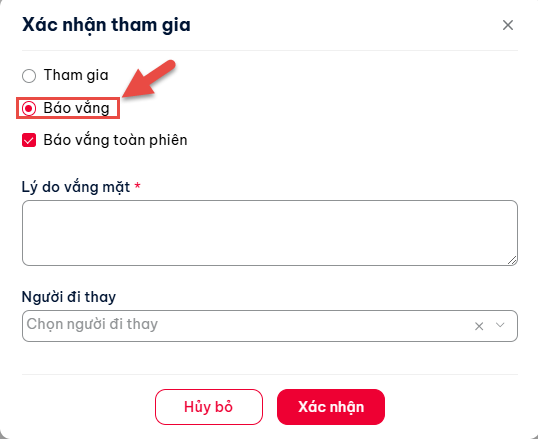 Xác nhận tham gia
Tham gia
Báo vắng
Báo vắng toàn phiên
Lý do vắng mặt *
Người đi thay
Chọn người đi thay
Hủy bỏ
Xác nhận